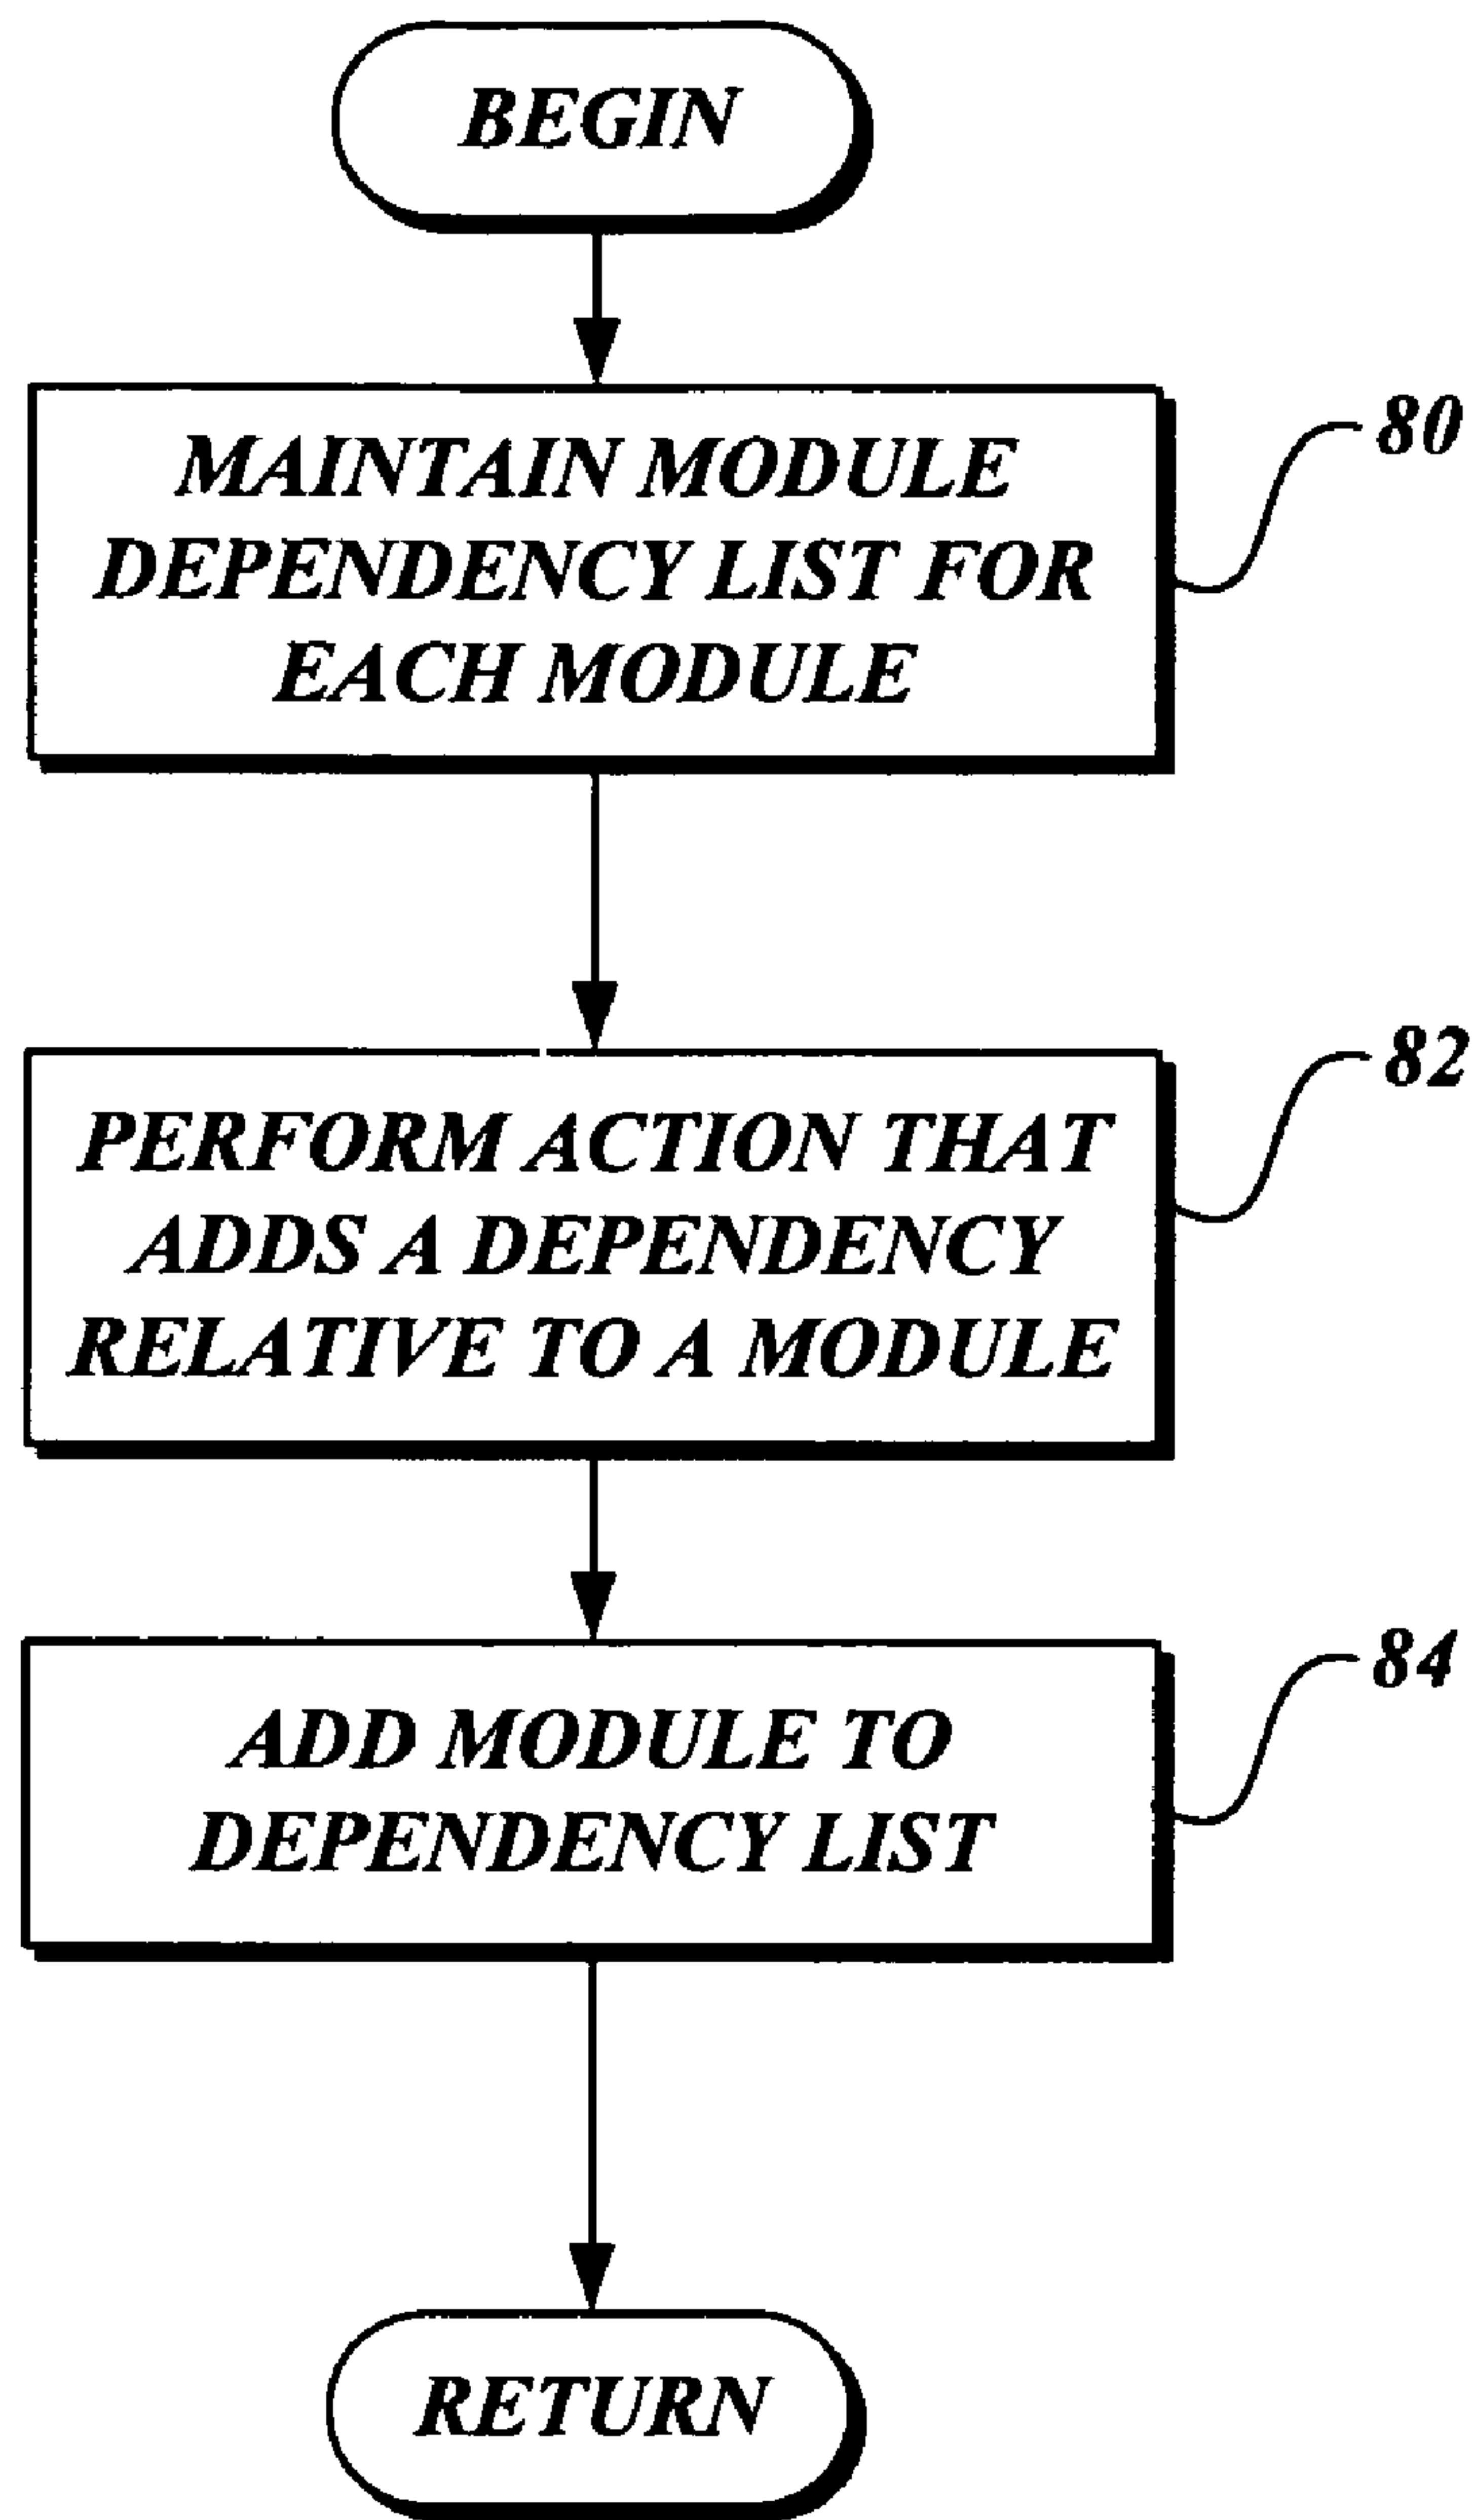 BEGIN
MAINTAIN MODULE
DEPENDENCY LIST FOR
EACH MODULE
80
PERFORM ACTION THAT
ADDS A DEPENDENCY
RELATIVE TO A MODULE
82
ADD MODULE TO
DEPENDENCY LIST
84
RETURN